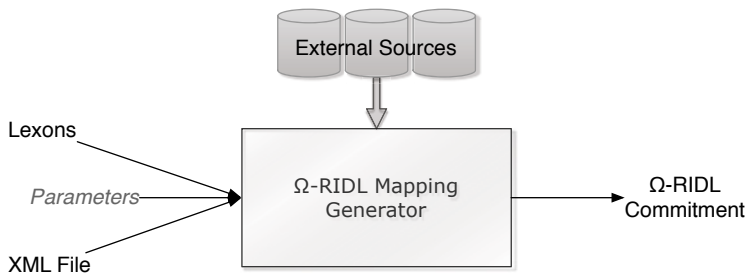 External Sources
Lexons
Parameters
XML File
Ω-RIDL Mapping
Generator
Ω-RIDL
Commitment